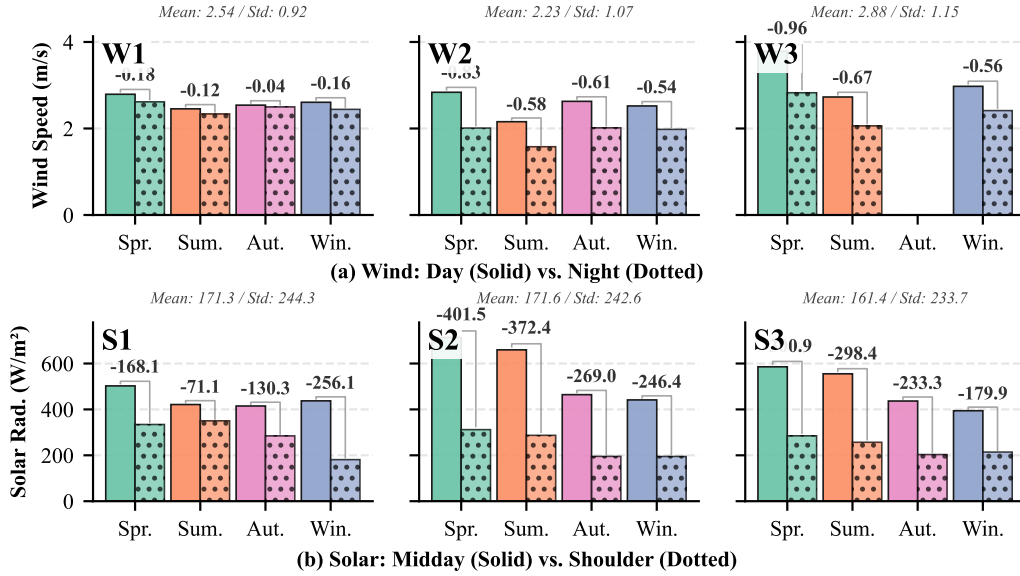 Mean: 2.54 / Std: 0.92
Mean: 2.23 / Std: 1.07
Mean: 2.88 / Std: 1.15
Wind Speed (m/s)
4
2
0
W1
-0.18
-0.12
-0.04
-0.16
Spr. Sum. Aut. Win.
W2
-0.83
-0.58
-0.61
-0.54
Spr. Sum. Aut. Win.
W3
-0.96
-0.67
-0.56
Spr. Sum. Aut. Win.
(a) Wind: Day (Solid) vs. Night (Dotted)
Mean: 171.3 / Std: 244.3
Mean: 171.6 / Std: 242.6
Mean: 161.4 / Std: 233.7
Solar Rad. (W/m²)
600
400
200
0
S1
-168.1
-71.1
-130.3
-256.1
Spr. Sum. Aut. Win.
S2
-401.5
-372.4
-269.0
-246.4
Spr. Sum. Aut. Win.
S3
0.9
-298.4
-233.3
-179.9
Spr. Sum. Aut. Win.
(b) Solar: Midday (Solid) vs Shoulder (Dotted)